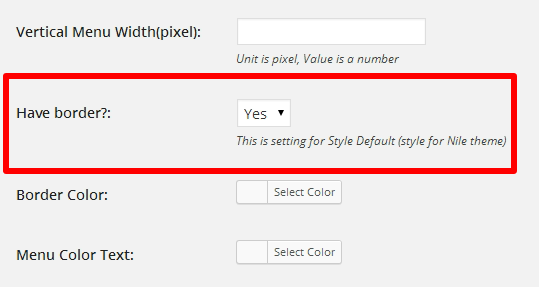 Vertical Menu Width(pixel):
Unit is pixel, Value is a number
Have border?:
Yes
This is setting for Style Default (style for Nile theme)
Border Color:
Select Color
Menu Color Text:
Select Color